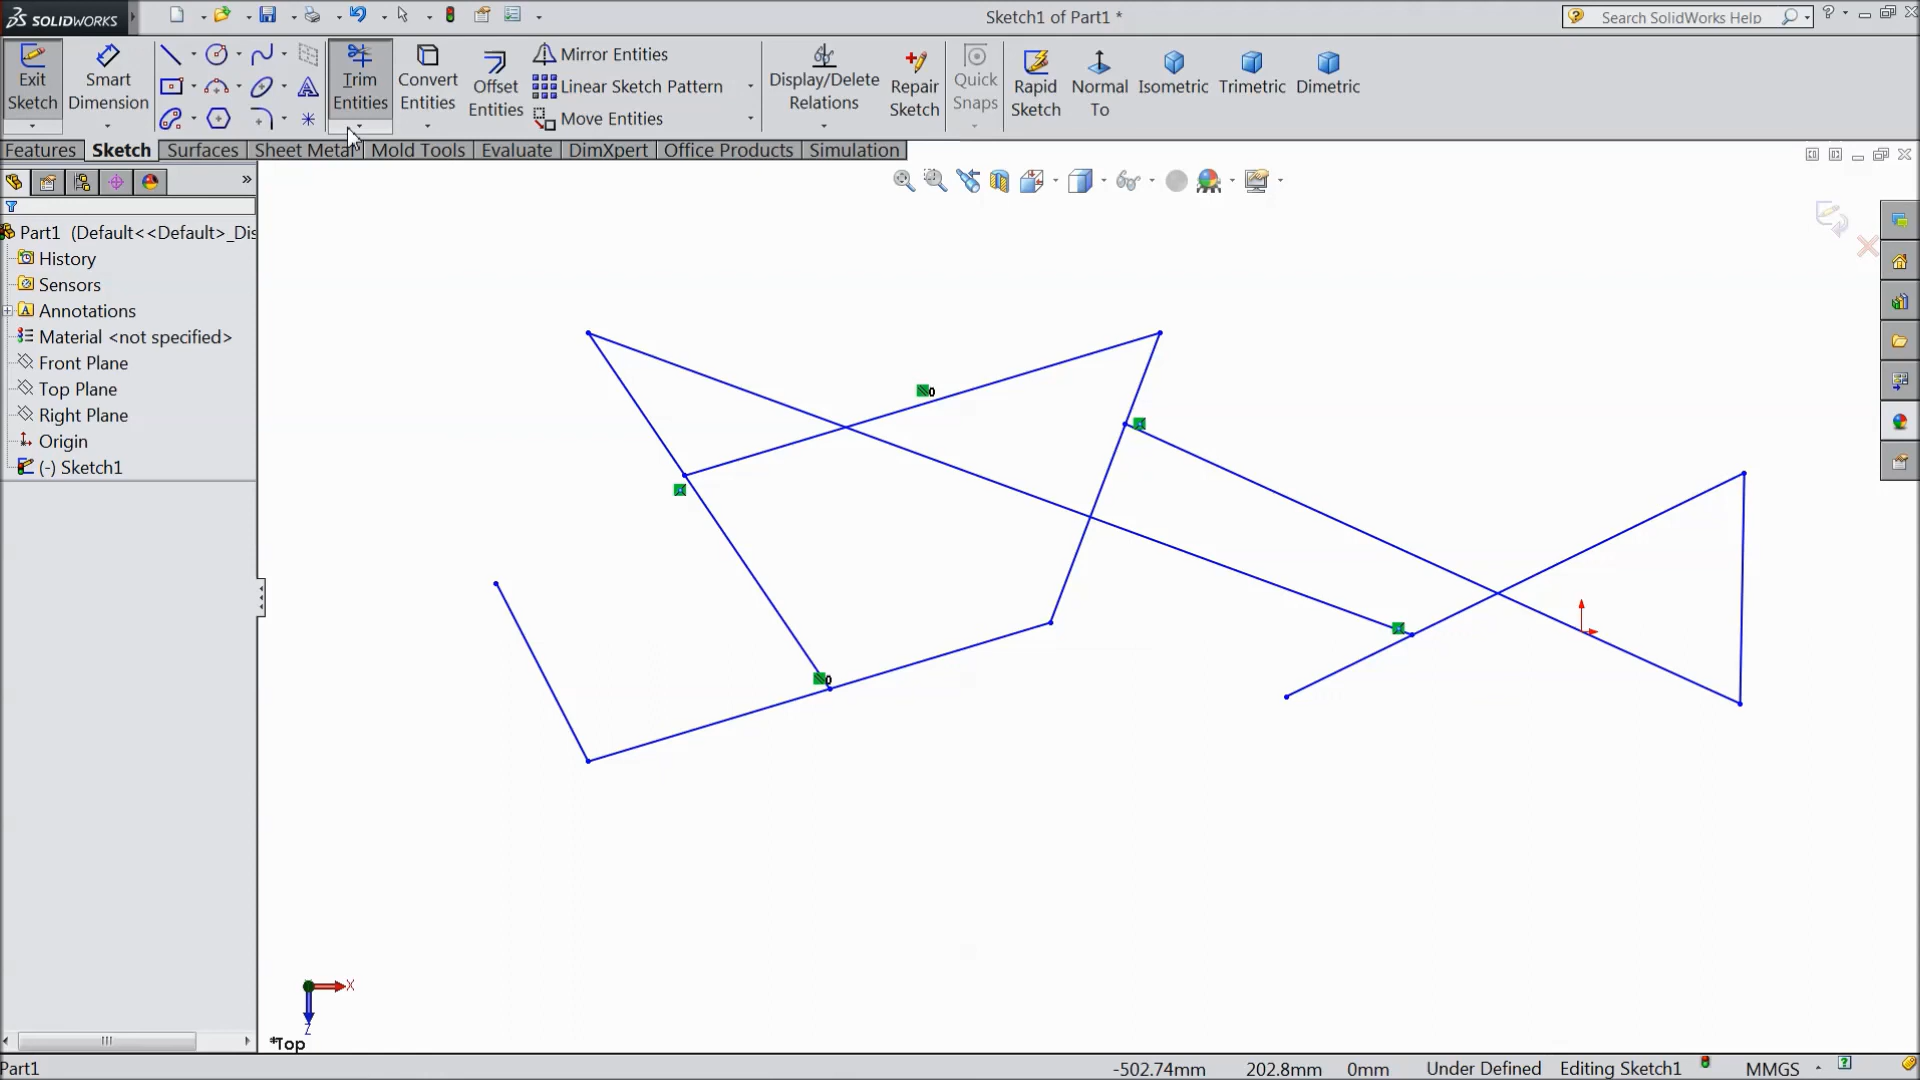 SOLIDWORKS
Sketch1 of Part1 *
Search SolidWorks Help
Exit Sketch
Smart Dimension
Trim Entities
Convert Entities
Offset Entities
Mirror Entities
Linear Sketch Pattern
Move Entities
Display/Delete Relations
Repair Sketch
Quick Snaps
Rapid Sketch
Normal To
Isometric
Trimetric
Dimetric
Features
Sketch
Surfaces
Sheet Metal
Mold Tools
Evaluate
DimXpert
Office Products
Simulation
Part1 (Default<<Default>_Dis
History
Sensors
Annotations
Material <not specified>
Front Plane
Top Plane
Right Plane
Origin
(-) Sketch1
0
0
X
Z
*Top
Part1
-502.74mm 202.8mm 0mm Under Defined Editing Sketch1 MMGS